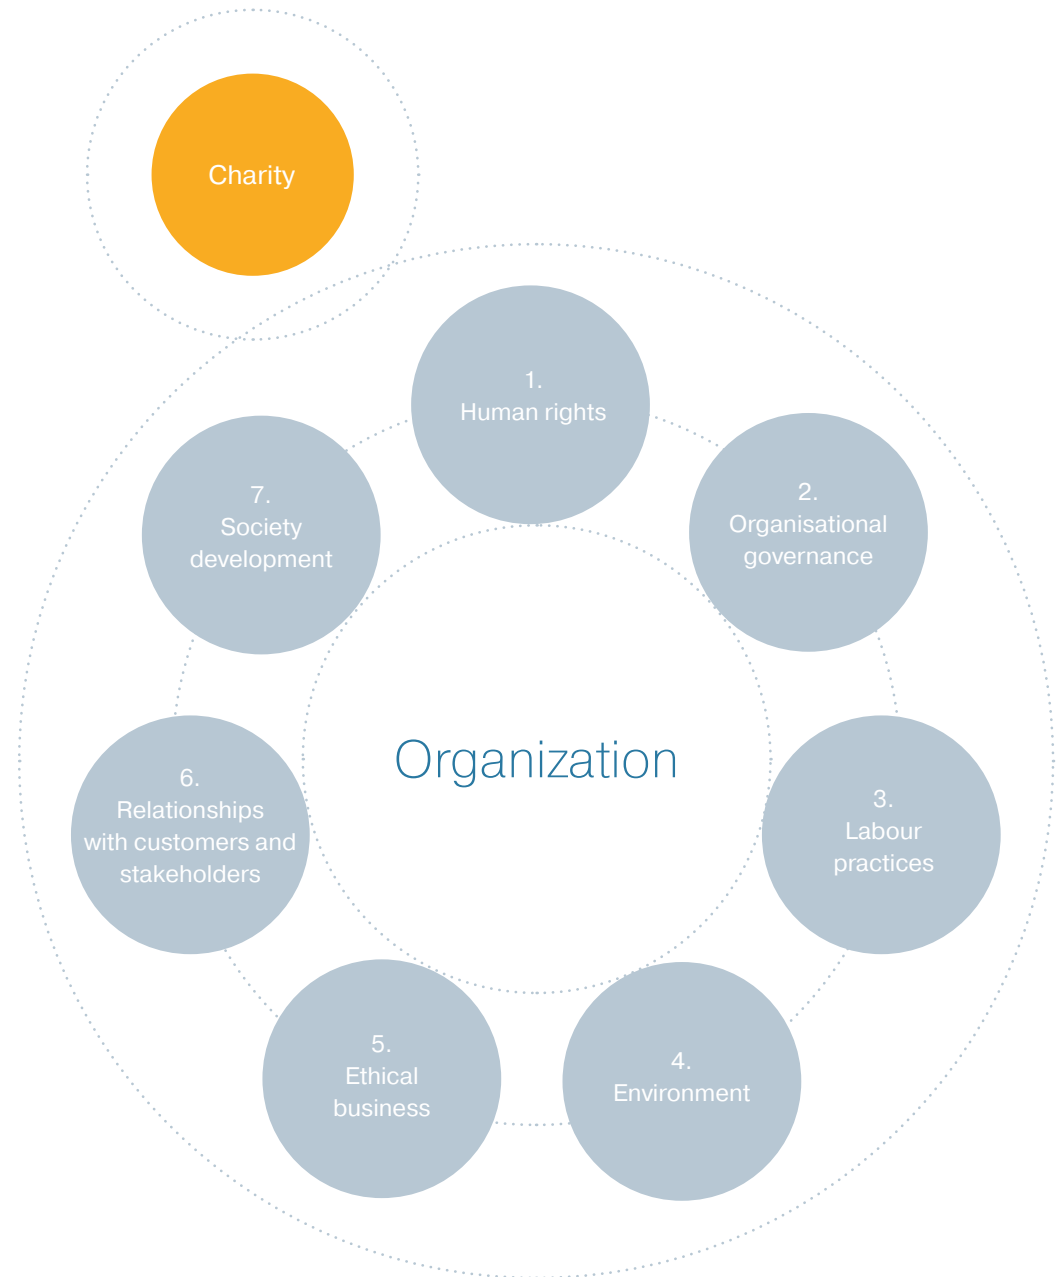 Charity
1.
Human rights
2.
Organisational
governance
3.
Labour
practices
4.
Environment
5.
Ethical
business
6.
Relationships
with customers and
stakeholders
7.
Society
development
Organization